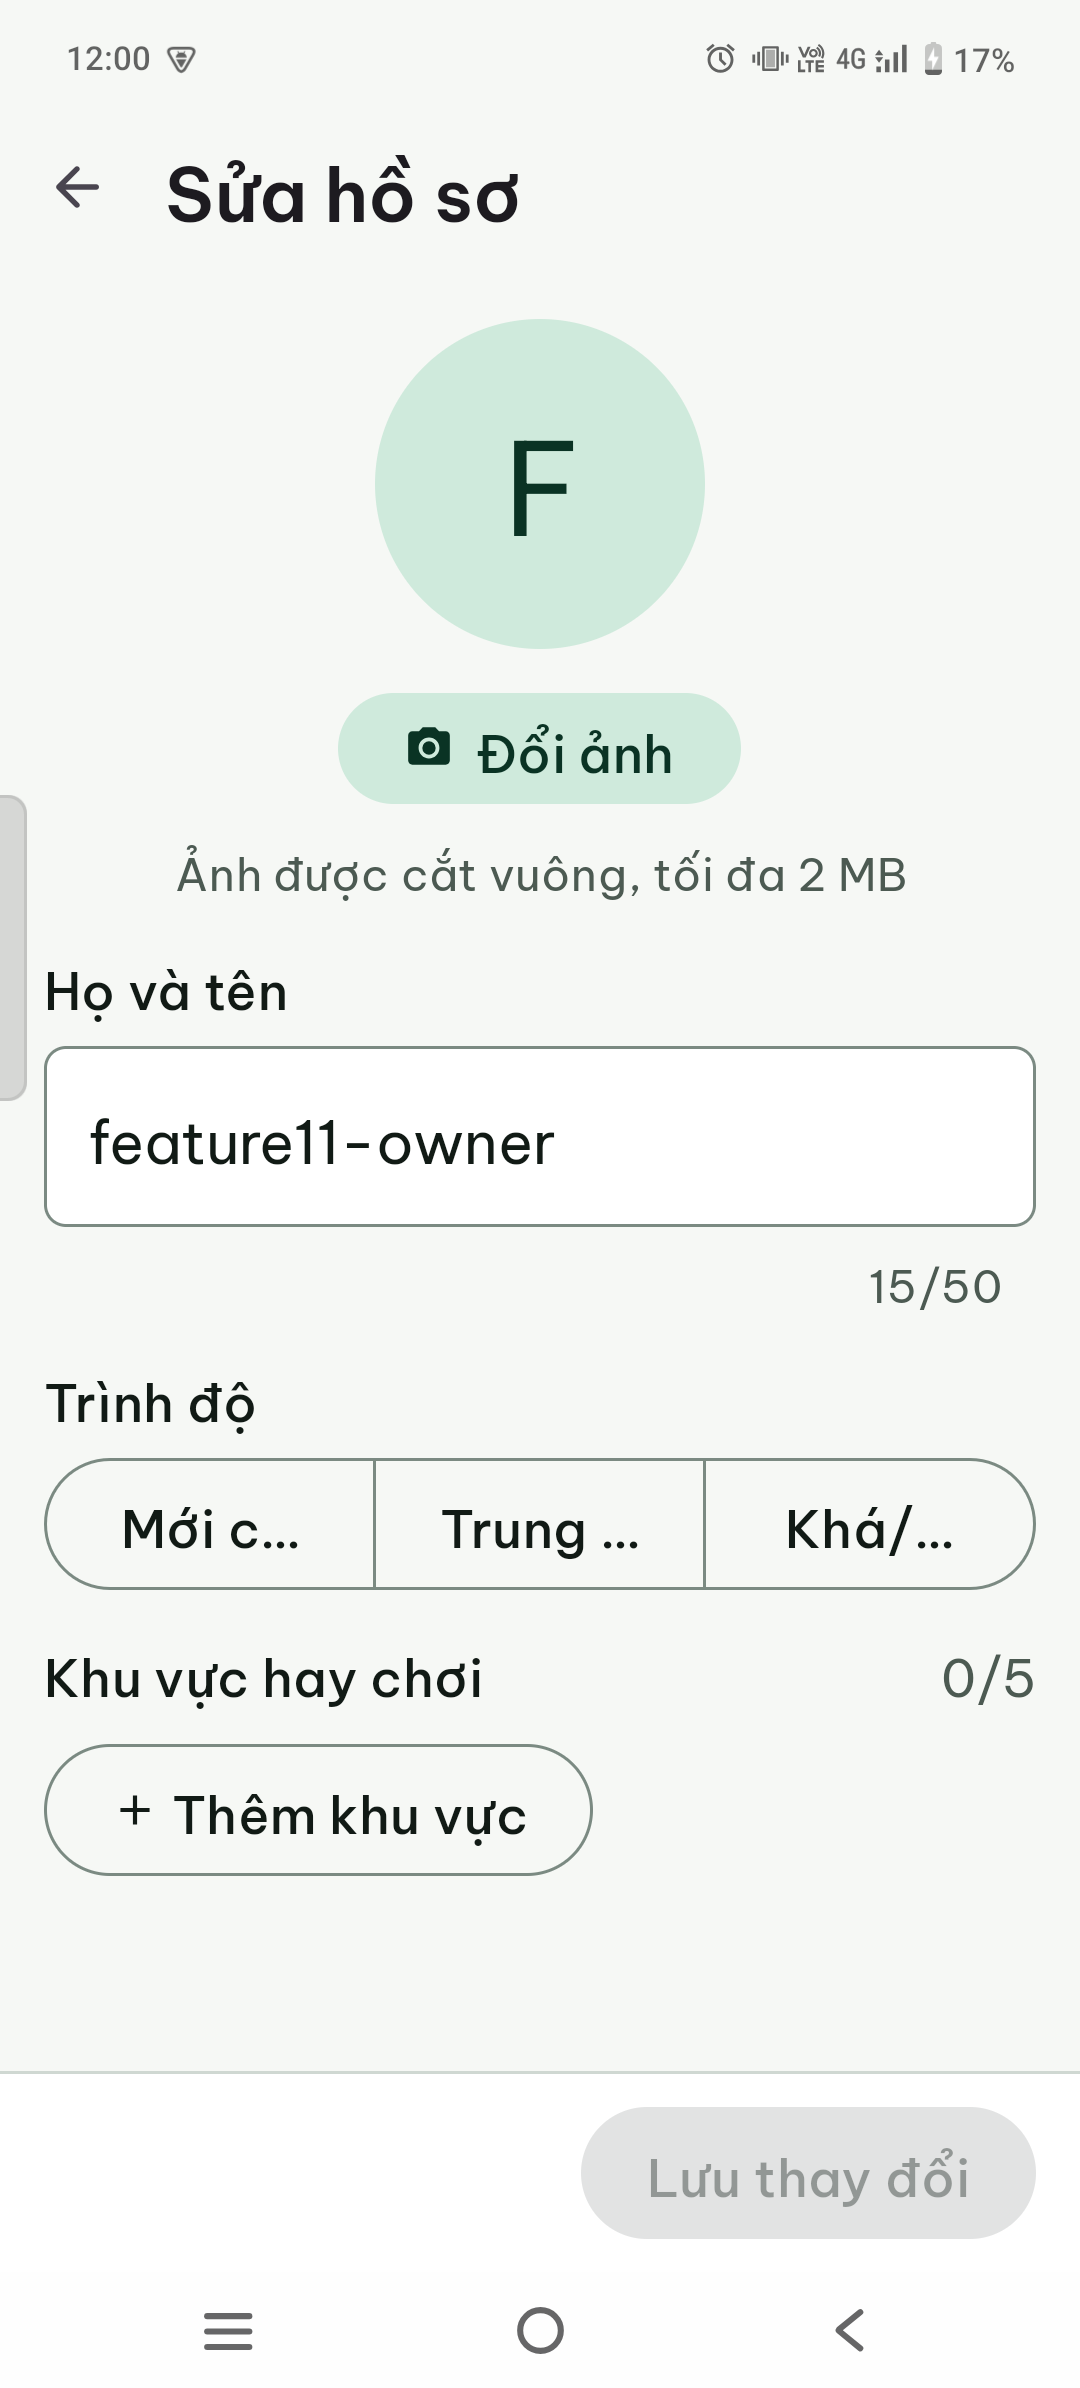 12:00
VoLTE 4G 17%
Sửa hồ sơ
F
Đổi ảnh
Ảnh được cắt vuông, tối đa 2 MB
Họ và tên
feature11-owner
15/50
Trình độ
Mới c... Trung ... Khá/...
Khu vực hay chơi 0/5
+ Thêm khu vực
Lưu thay đổi